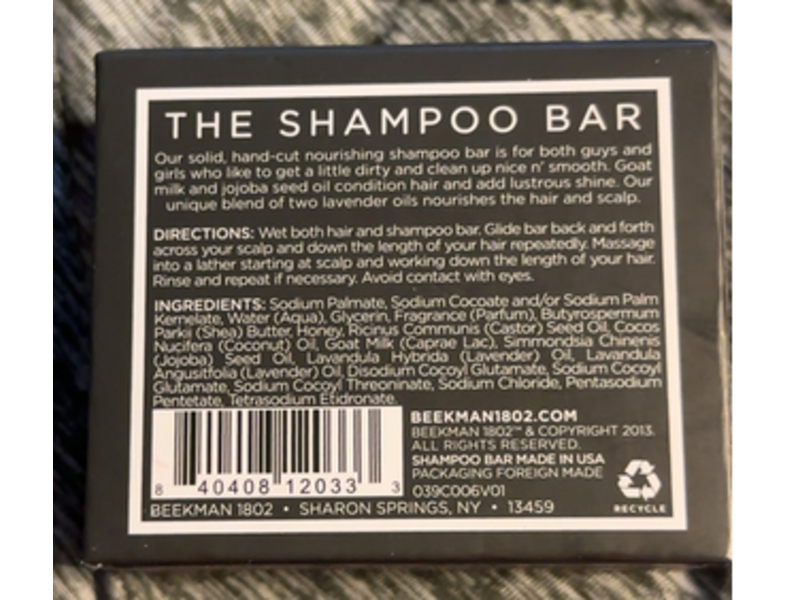 THE SHAMPOO BAR
Our solid, hand-cut nourishing shampoo bar is for both guys and
girls who like to get a little dirty and clean up nice n' smooth. Goat
milk and jojoba seed oil condition hair and add lustrous shine. Our
unique blend of two lavender oils nourishes the hair and scalp.
DIRECTIONS: Wet both hair and shampoo bar. Glide bar back and forth
across your scalp and down the length of your hair repeatedly. Massage
into a lather starting at scalp and working down the length of your hair.
Rinse and repeat if necessary. Avoid contact with eyes.
INGREDIENTS: Sodium Palmate, Sodium Cocoate and/or Sodium Palm
Kernelate, Water (Aqua), Glycerin, Fragrance (Parfum), Butyrospermum
Parkii (Shea) Butter, Honey, Ricinus Communis (Castor) Seed Oil, Cocos
Nucifera (Coconut) Oil, Goat Milk (Caprae Lac), Simmondsia Chinenis
(Jojoba) Seed Oil, Lavandula Hybrida (Lavender) Oil, Lavandula
Angusitfolia (Lavender) Oil, Disodium Cocoyl Glutamate, Sodium Cocoyl
Glutamate, Sodium Cocoyl Threoninate, Sodium Chloride, Pentasodium
Pentetate, Tetrasodium Etidronate.
BEEKMAN1802.COM
BEEKMAN 1802™ & COPYRIGHT 2013.
ALL RIGHTS RESERVED.
SHAMPOO BAR MADE IN USA
PACKAGING FOREIGN MADE
039C006V01
8 40408 12033 3
RECYCLE
BEEKMAN 1802 • SHARON SPRINGS, NY • 13459